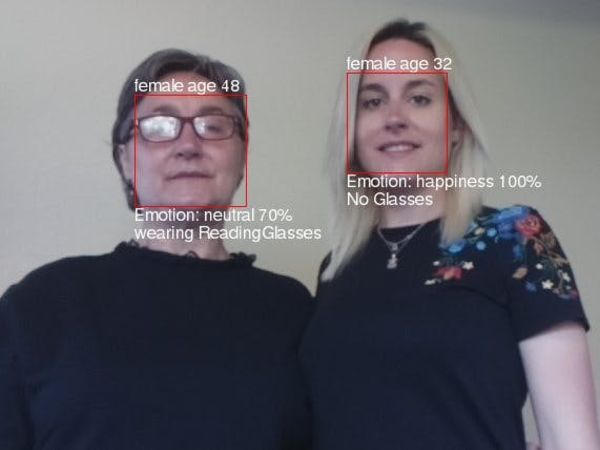 female age 48
Emotion: neutral 70%
wearing ReadingGlasses
female age 32
Emotion: happiness 100%
No Glasses